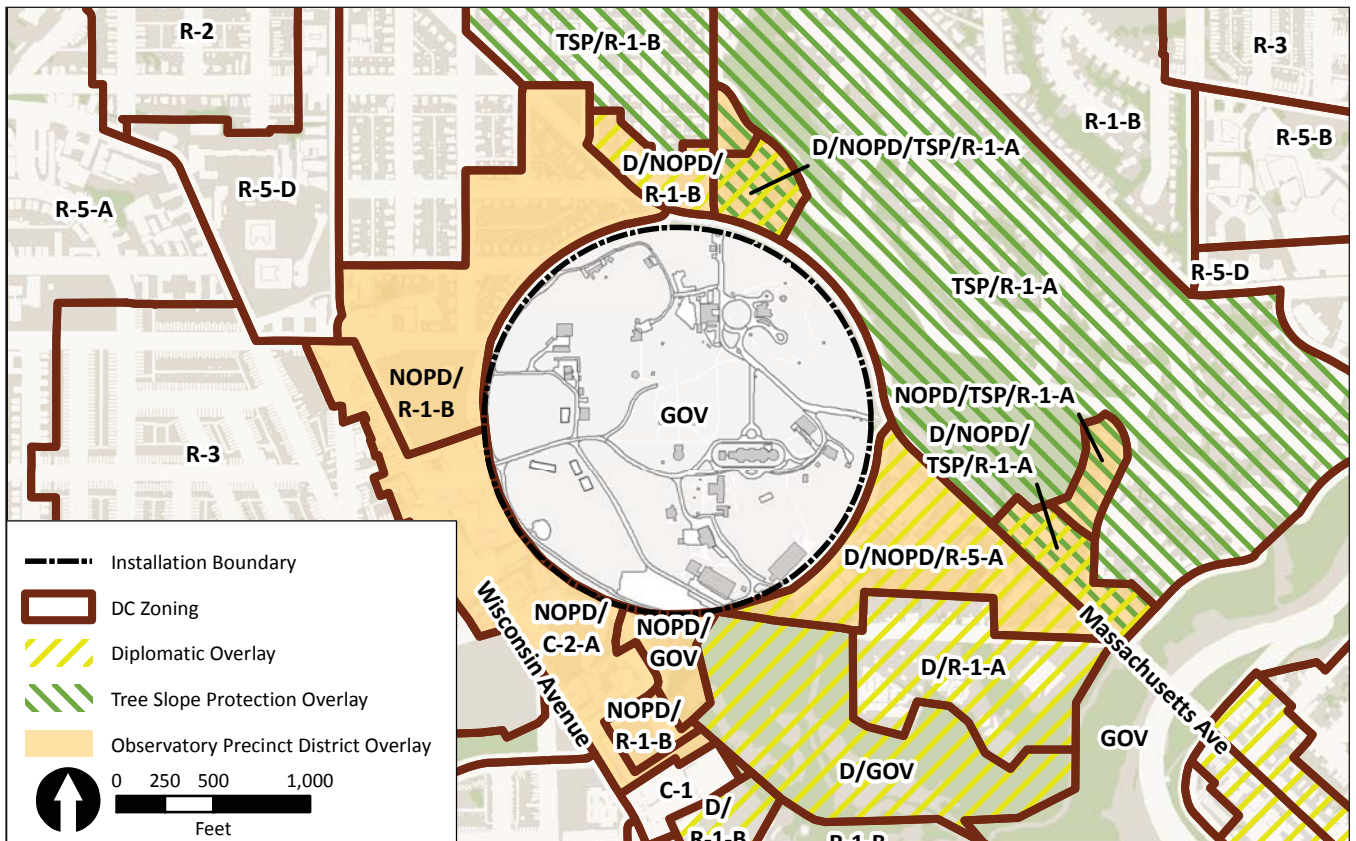 R-2
TSP/R-1-B
R-3
R-1-B
R-5-B
D/NOPD/TSP/R-1-A
D/NOPD/
R-1-B
R-5-D
R-5-A
R-5-D
TSP/R-1-A
NOPD/
R-1-B
NOPD/TSP/R-1-A
GOV
D/NOPD/
TSP/R-1-A
R-3
D/NOPD/R-5-A
NOPD/
C-2-A
NOPD/
GOV
Wisconsin Avenue
Massachusetts Ave
D/R-1-A
NOPD/
R-1-B
GOV
D/GOV
C-1
D/
R-1-B
R-1-B
Installation Boundary
DC Zoning
Diplomatic Overlay
Tree Slope Protection Overlay
Observatory Precinct District Overlay
0 250 500 1,000
Feet